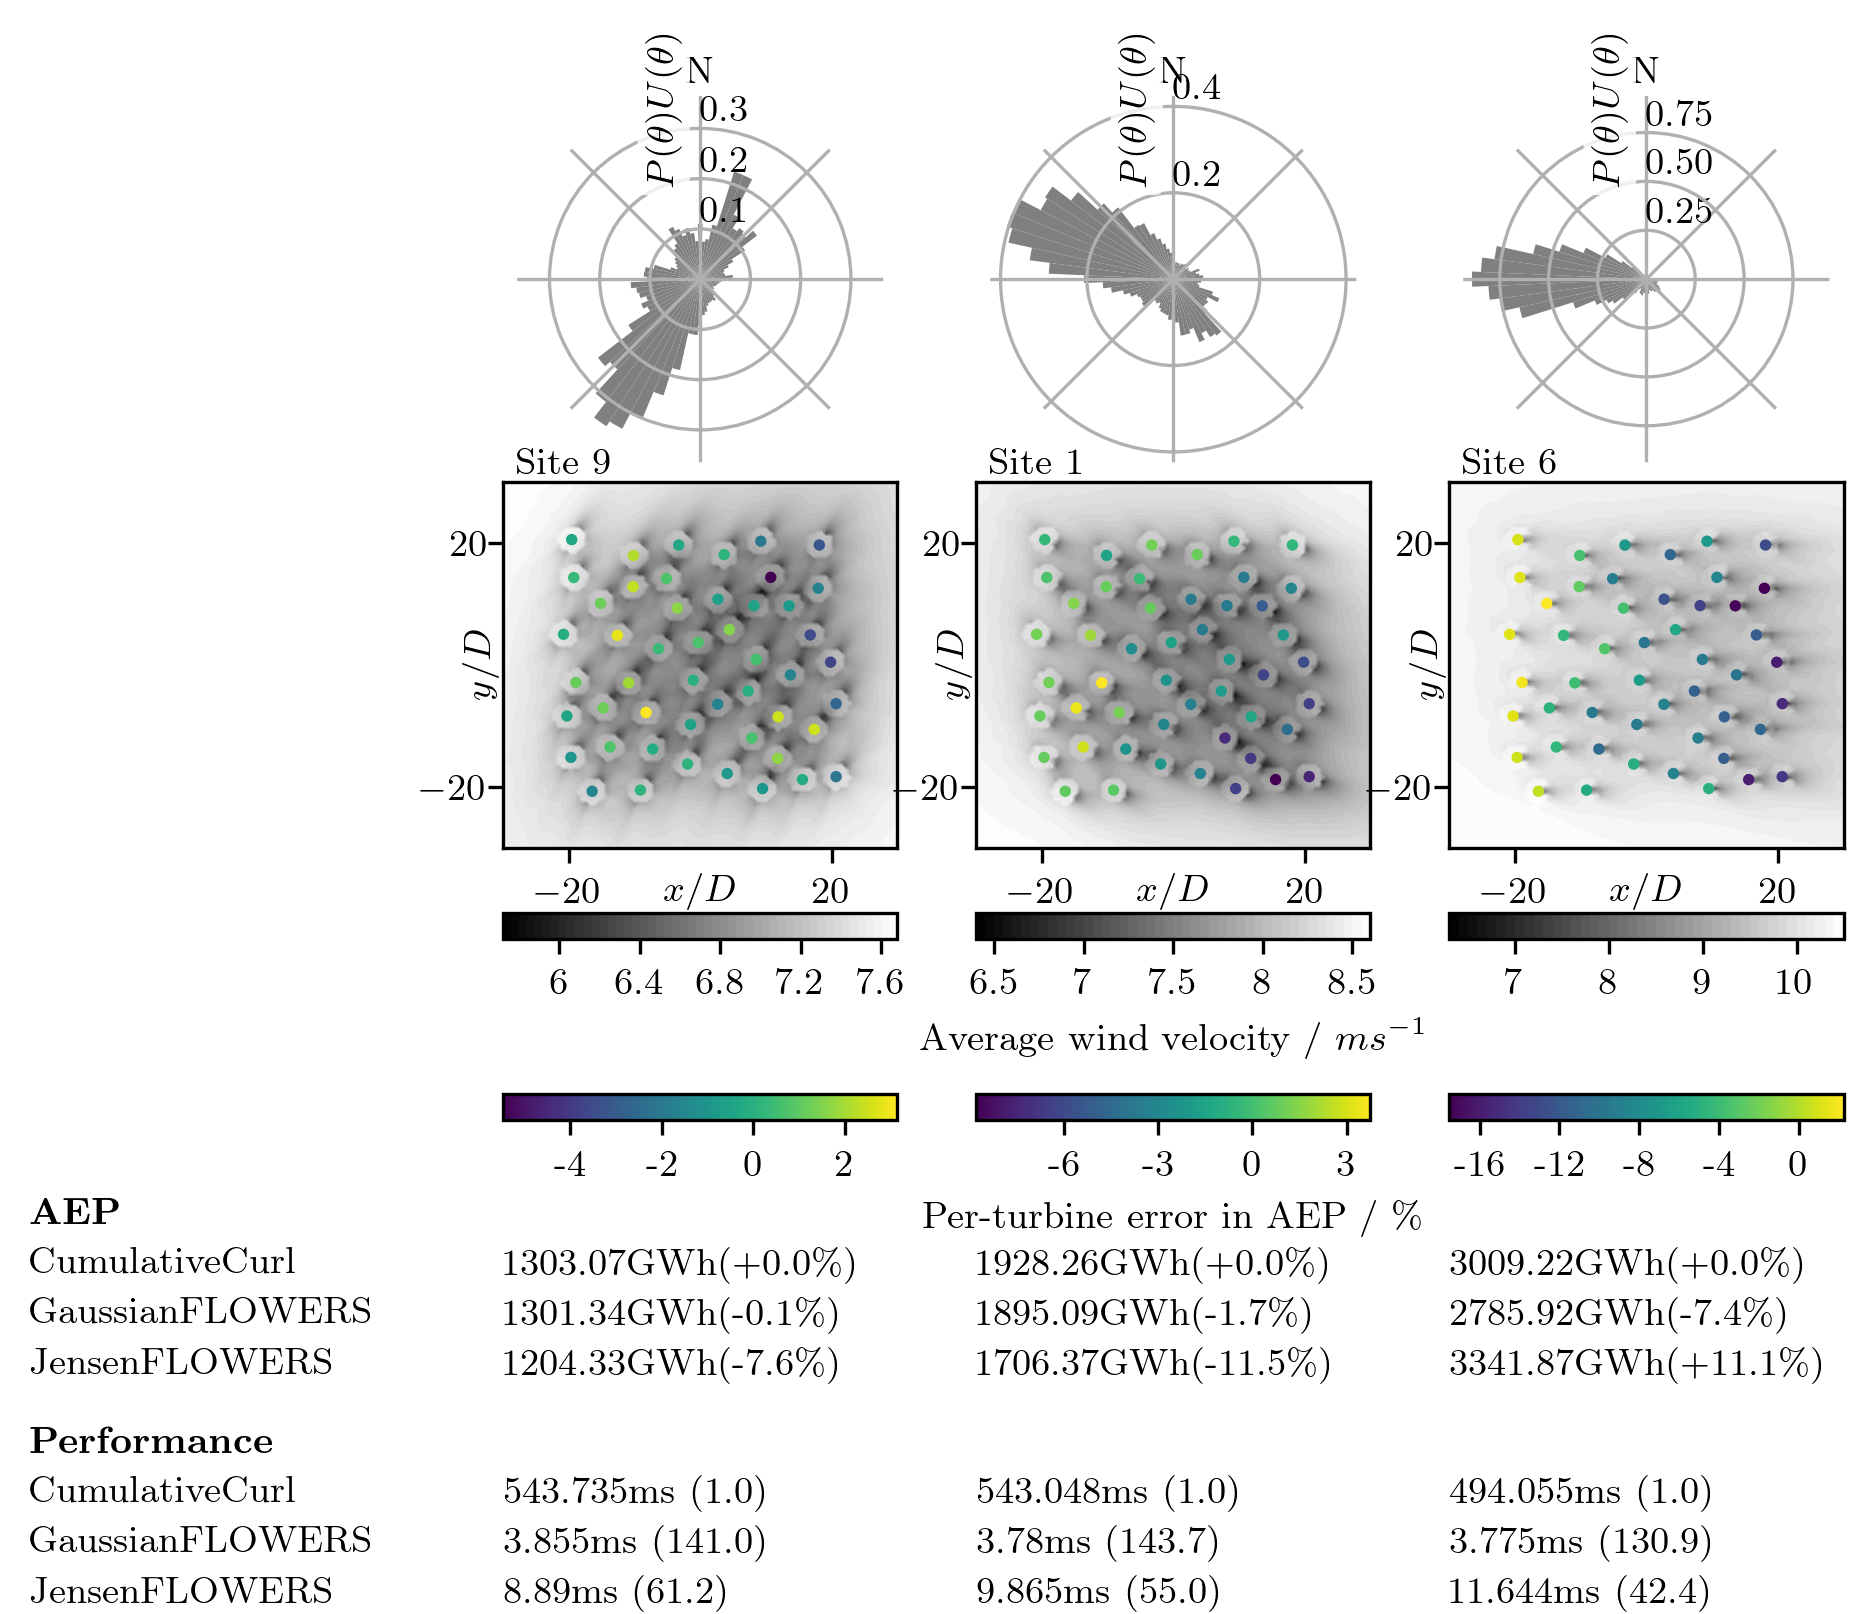 N N N
P(θ)U(θ) P(θ)U(θ) P(θ)U(θ)
0.3 0.4 0.75
0.2 0.2 0.50
0.1 0.25
Site 9 Site 1 Site 6
20 20 20
y/D y/D y/D
−20 −20 −20
−20 x/D 20 −20 x/D 20 −20 x/D 20
6 6.4 6.8 7.2 7.6 6.5 7 7.5 8 8.5 7 8 9 10
Average wind velocity / ms⁻¹
-4 -2 0 2 -6 -3 0 3 -16 -12 -8 -4 0
Per-turbine error in AEP / %
AEP
CumulativeCurl 1303.07GWh(+0.0%) 1928.26GWh(+0.0%) 3009.22GWh(+0.0%)
GaussianFLOWERS 1301.34GWh(-0.1%) 1895.09GWh(-1.7%) 2785.92GWh(-7.4%)
JensenFLOWERS 1204.33GWh(-7.6%) 1706.37GWh(-11.5%) 3341.87GWh(+11.1%)
Performance
CumulativeCurl 543.735ms (1.0) 543.048ms (1.0) 494.055ms (1.0)
GaussianFLOWERS 3.855ms (141.0) 3.78ms (143.7) 3.775ms (130.9)
JensenFLOWERS 8.89ms (61.2) 9.865ms (55.0) 11.644ms (42.4)